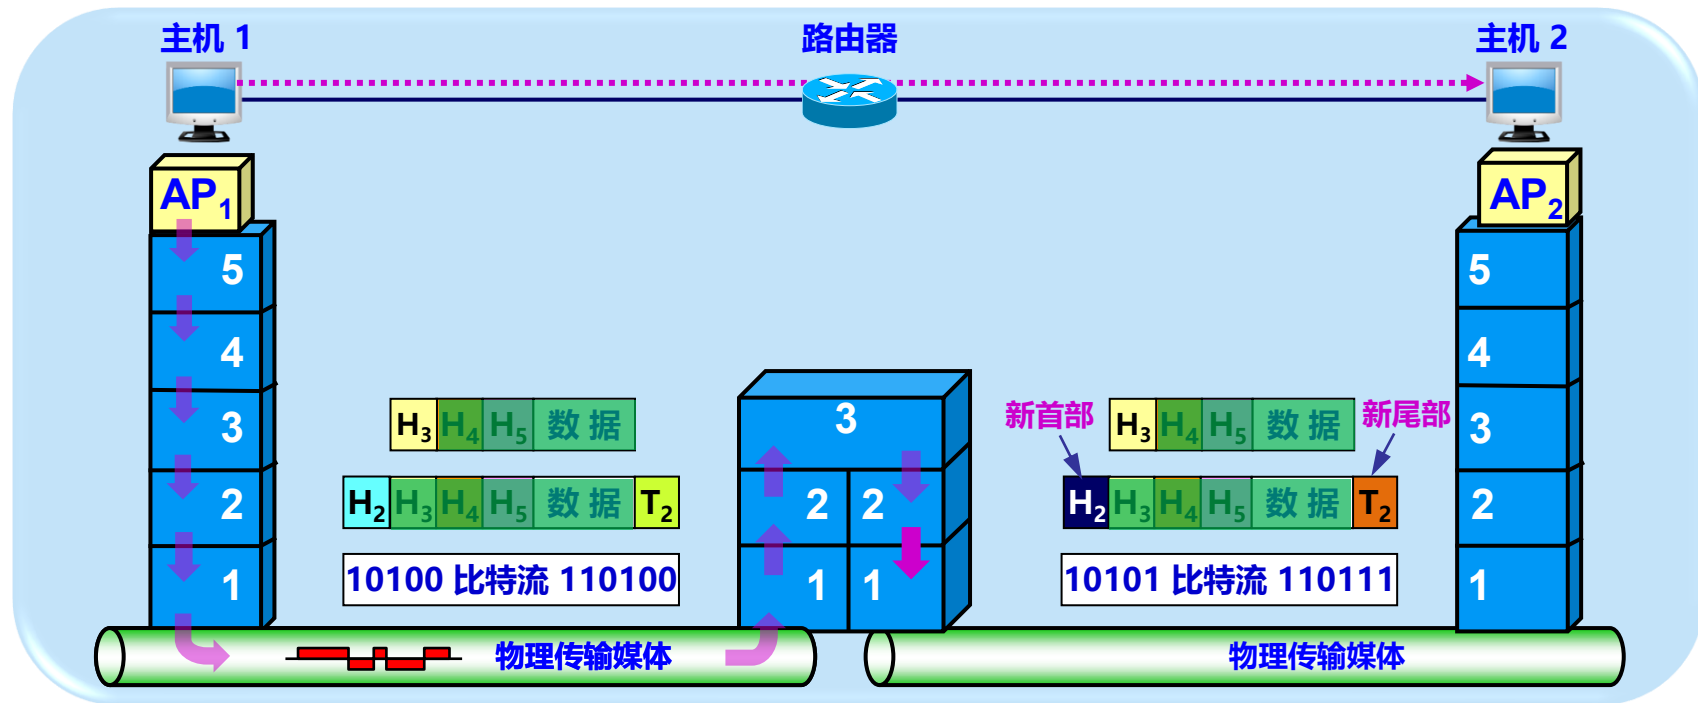 主机 1
路由器
主机 2
AP1
AP2
5
4
3
2
1
H3 H4 H5 数 据
H2 H3 H4 H5 数 据 T2
10100 比特流 110100
3
2 2
1 1
新首部
新尾部
H3 H4 H5 数 据
H2 H3 H4 H5 数 据 T2
10101 比特流 110111
5
4
3
2
1
物理传输媒体
物理传输媒体